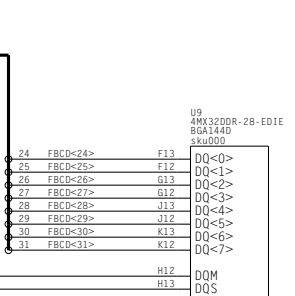 U9
4MX32DDR-28-EDIE
BGA144D
sku000
24 FBCD<24> F13 DQ<0>
25 FBCD<25> F12 DQ<1>
26 FBCD<26> G13 DQ<2>
27 FBCD<27> G12 DQ<3>
28 FBCD<28> J13 DQ<4>
29 FBCD<29> J12 DQ<5>
30 FBCD<30> K13 DQ<6>
31 FBCD<31> K12 DQ<7>
H12 DQM
H13 DQS